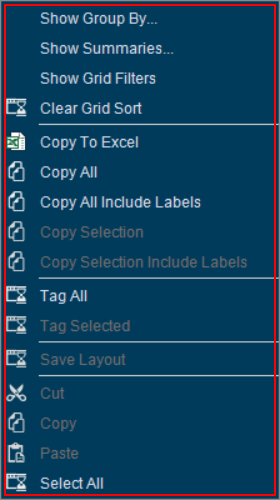 Show Group By...
Show Summaries...
Show Grid Filters
Clear Grid Sort
Copy To Excel
Copy All
Copy All Include Labels
Copy Selection
Copy Selection Include Labels
Tag All
Tag Selected
Save Layout
Cut
Copy
Paste
Select All